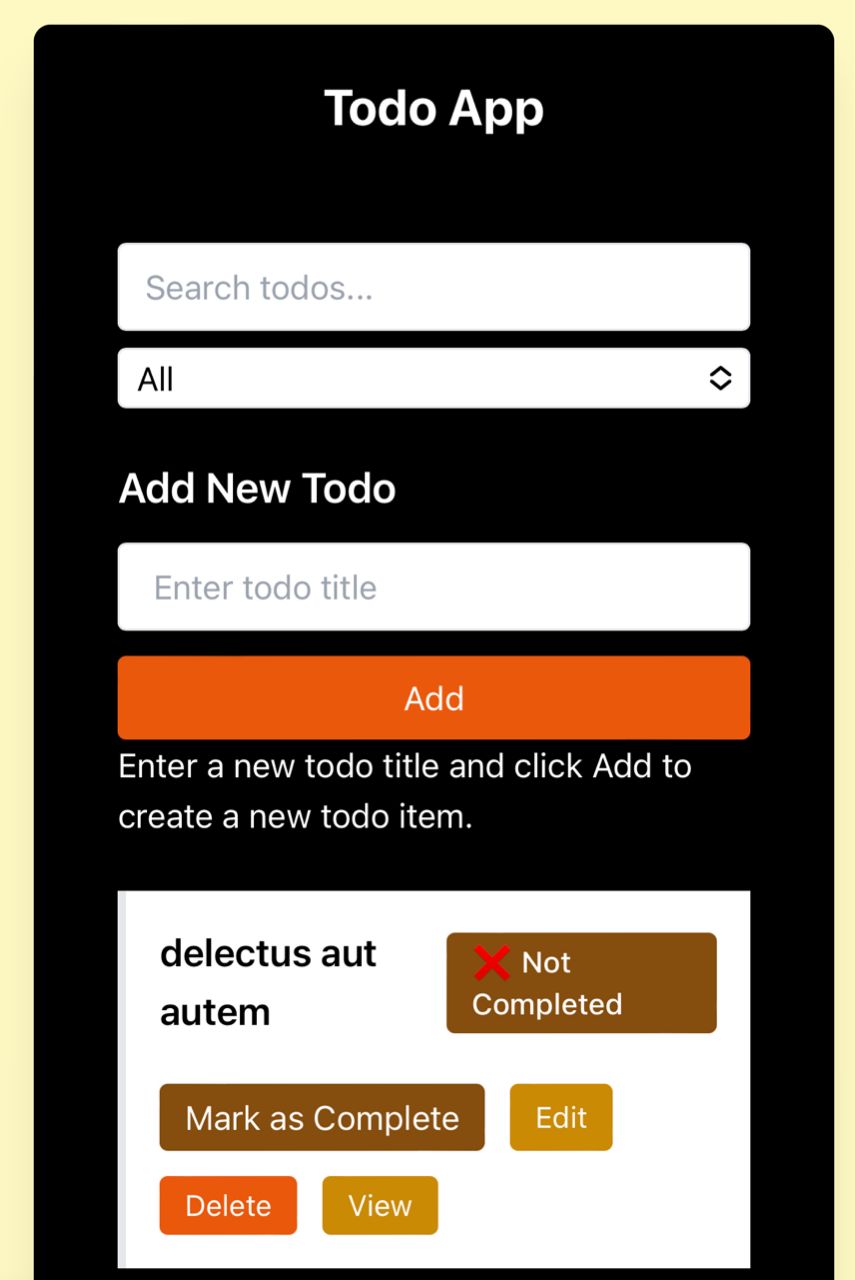 Todo App
Search todos...
All
Add New Todo
Enter todo title
Add
Enter a new todo title and click Add to
create a new todo item.
delectus aut
autem
❌ Not
Completed
Mark as Complete
Edit
Delete
View